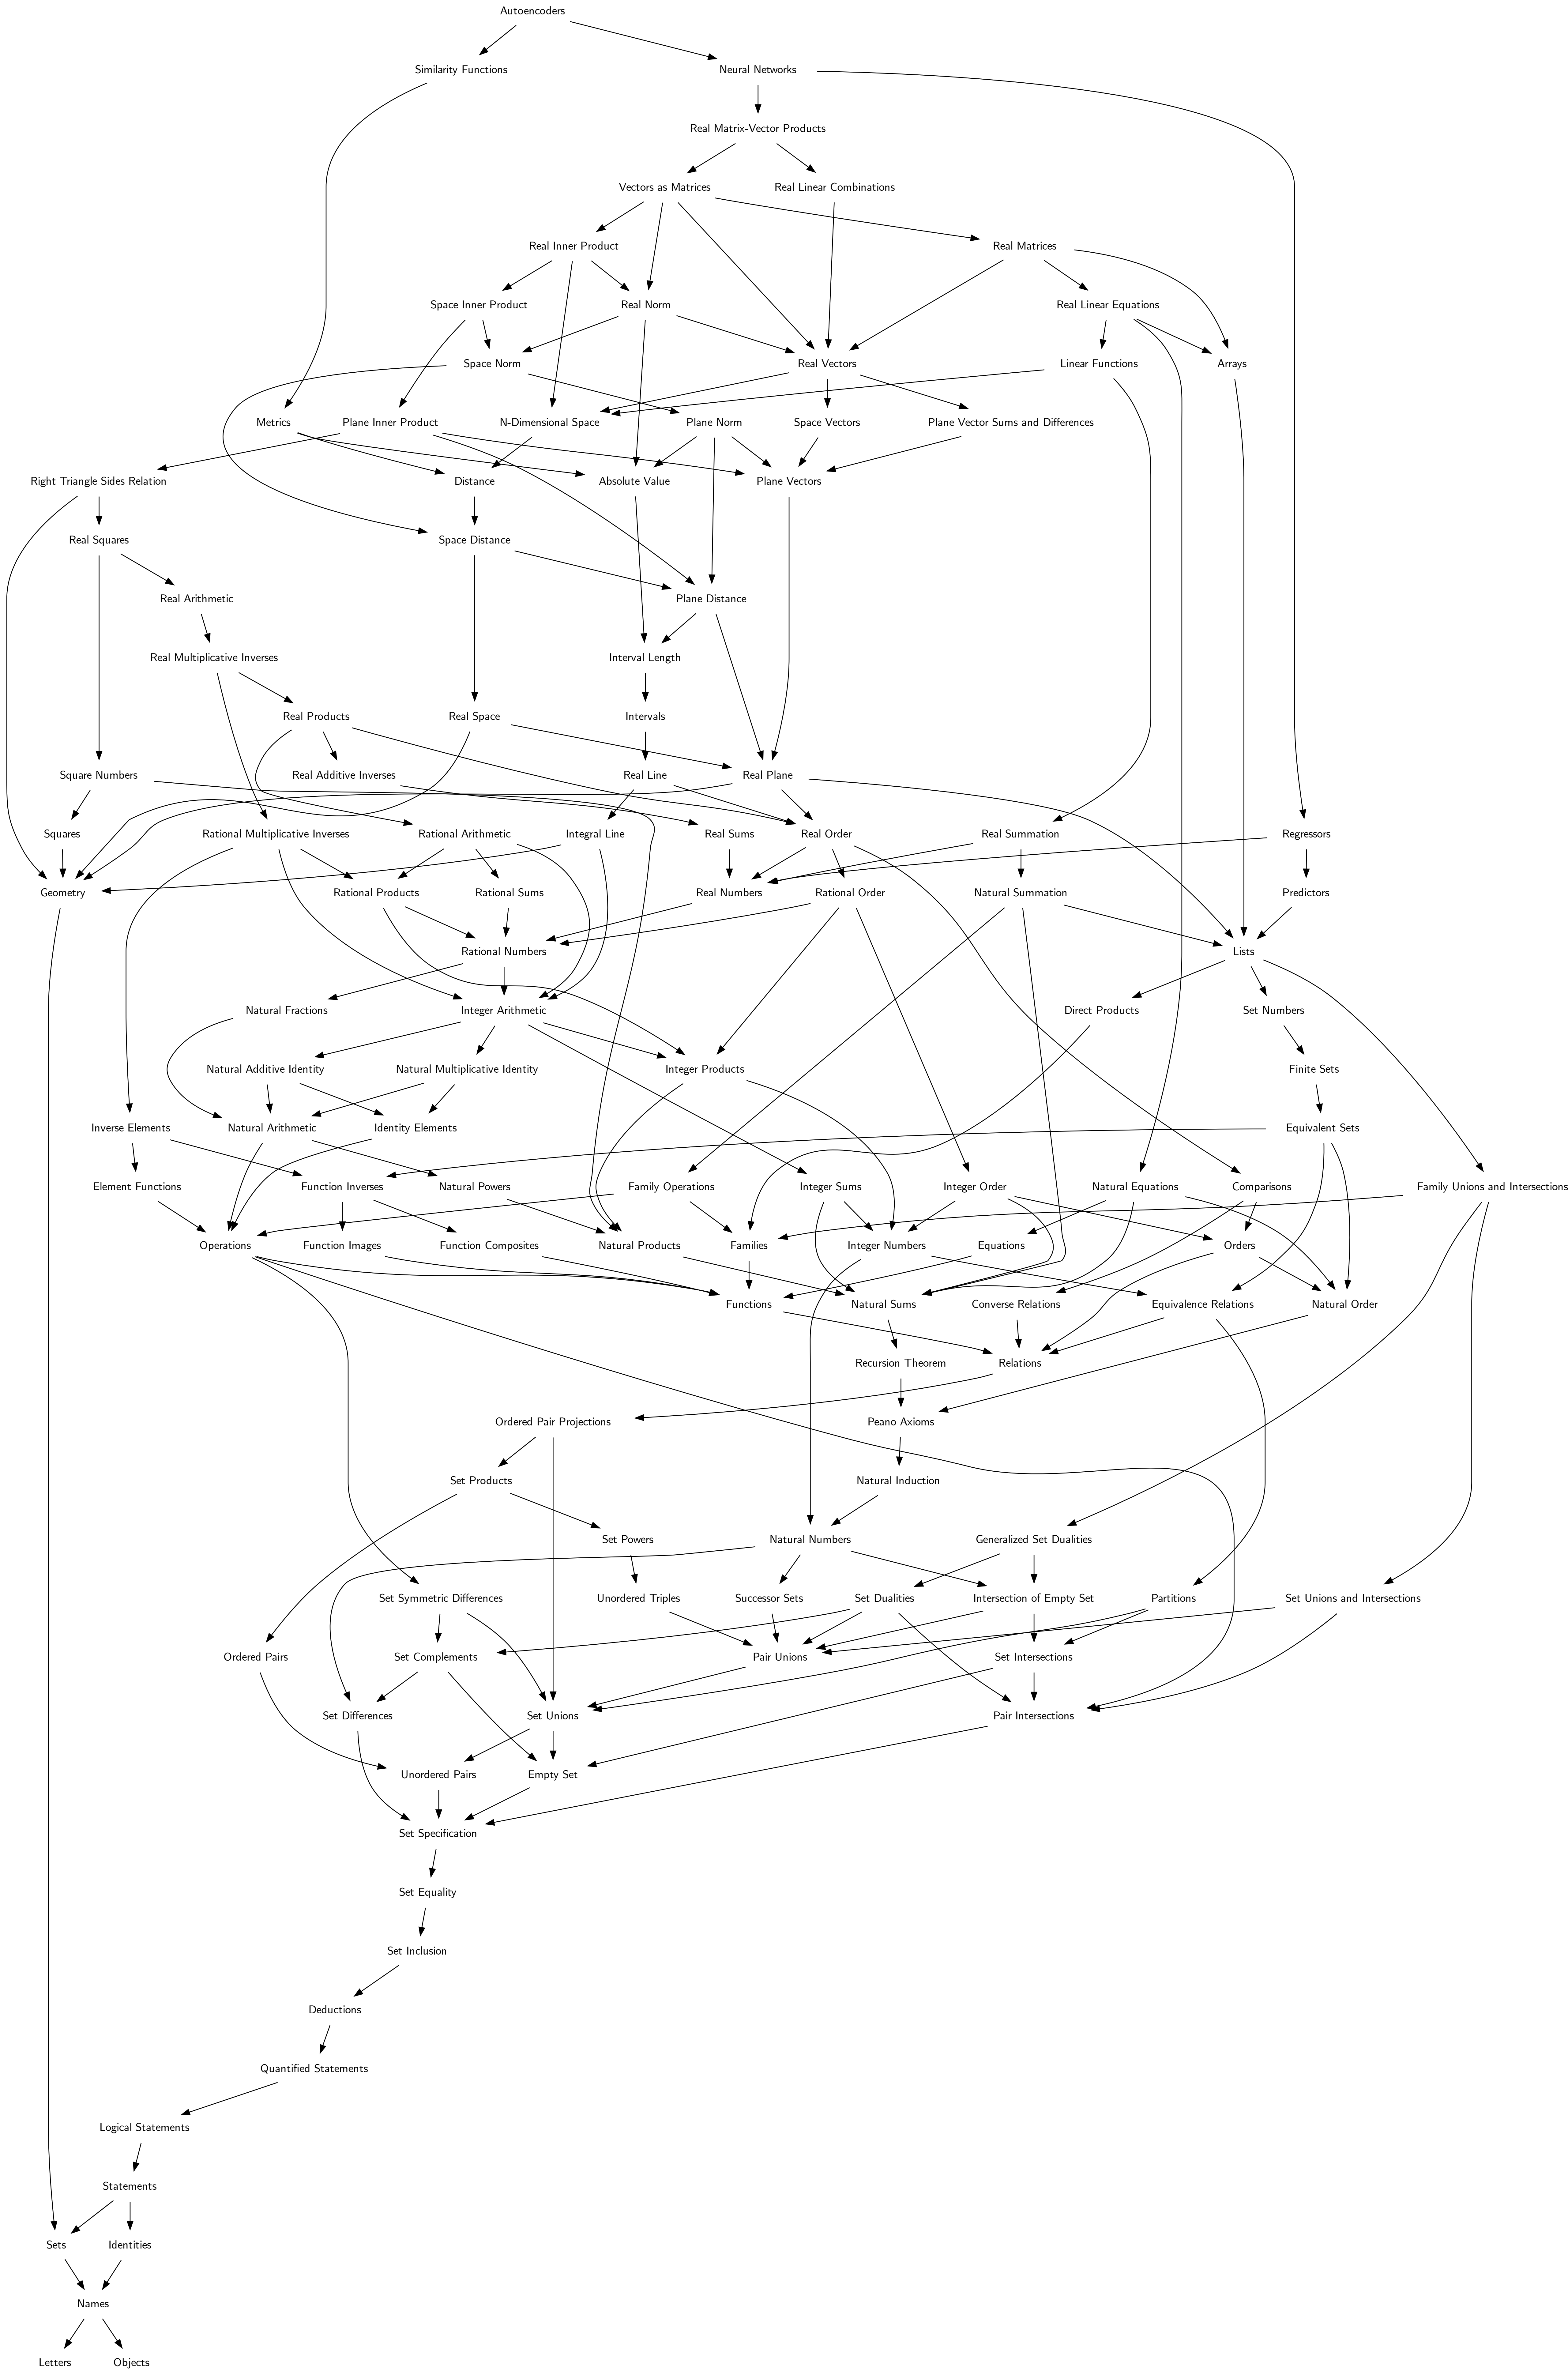 Autoencoders
Similarity Functions
Neural Networks
Real Matrix-Vector Products
Vectors as Matrices
Real Linear Combinations
Real Inner Product
Real Matrices
Space Inner Product
Real Norm
Real Linear Equations
Space Norm
Real Vectors
Linear Functions
Arrays
Metrics
Plane Inner Product
N-Dimensional Space
Plane Norm
Space Vectors
Plane Vector Sums and Differences
Right Triangle Sides Relation
Distance
Absolute Value
Plane Vectors
Real Squares
Space Distance
Real Arithmetic
Plane Distance
Real Multiplicative Inverses
Interval Length
Real Products
Real Space
Intervals
Square Numbers
Real Additive Inverses
Real Line
Real Plane
Squares
Rational Multiplicative Inverses
Rational Arithmetic
Integral Line
Real Sums
Real Order
Real Summation
Regressors
Geometry
Rational Products
Rational Sums
Real Numbers
Rational Order
Natural Summation
Predictors
Rational Numbers
Lists
Natural Fractions
Integer Arithmetic
Direct Products
Set Numbers
Natural Additive Identity
Natural Multiplicative Identity
Integer Products
Finite Sets
Inverse Elements
Natural Arithmetic
Identity Elements
Equivalent Sets
Element Functions
Function Inverses
Natural Powers
Family Operations
Integer Sums
Integer Order
Natural Equations
Comparisons
Family Unions and Intersections
Operations
Function Images
Function Composites
Natural Products
Families
Integer Numbers
Equations
Orders
Functions
Natural Sums
Converse Relations
Equivalence Relations
Natural Order
Recursion Theorem
Relations
Ordered Pair Projections
Peano Axioms
Set Products
Natural Induction
Set Powers
Natural Numbers
Generalized Set Dualities
Set Symmetric Differences
Unordered Triples
Successor Sets
Set Dualities
Intersection of Empty Set
Partitions
Set Unions and Intersections
Ordered Pairs
Set Complements
Pair Unions
Set Intersections
Set Differences
Set Unions
Pair Intersections
Unordered Pairs
Empty Set
Set Specification
Set Equality
Set Inclusion
Deductions
Quantified Statements
Logical Statements
Statements
Sets
Identities
Names
Letters
Objects